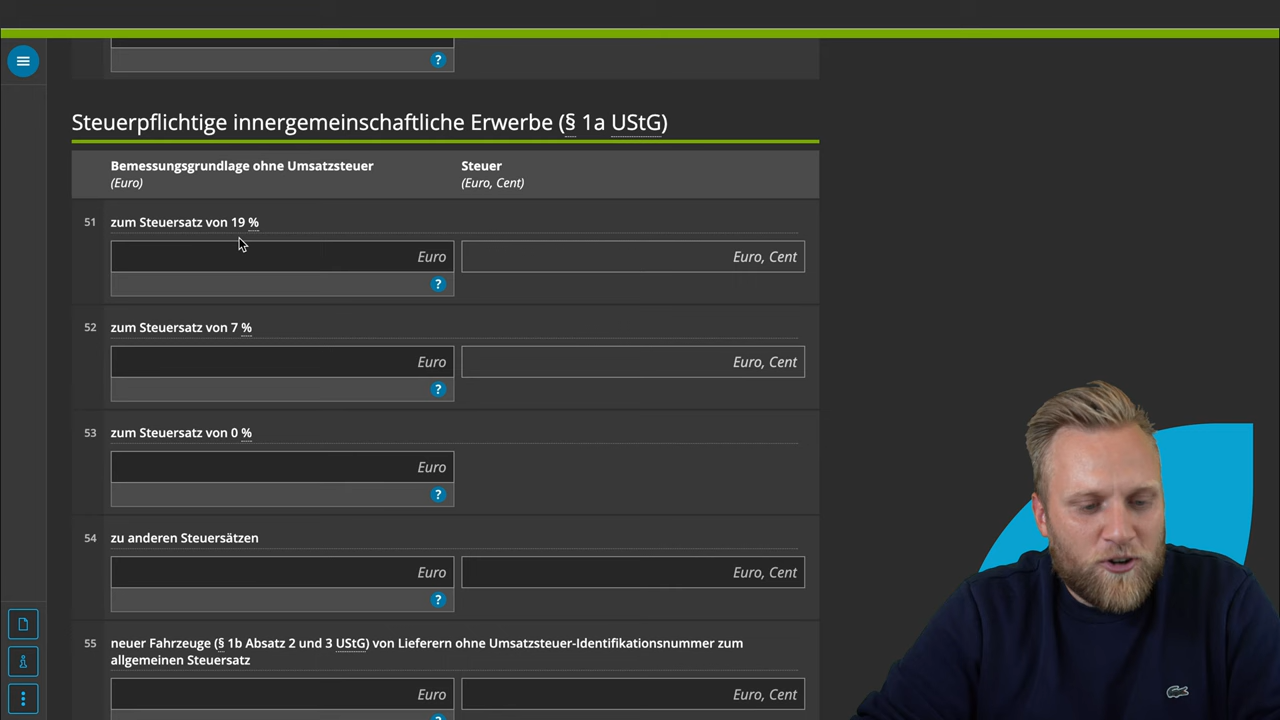 Steuerpflichtige innergemeinschaftliche Erwerbe (§ 1a UStG)
Bemessungsgrundlage ohne Umsatzsteuer
(Euro)
Steuer
(Euro, Cent)
51 zum Steuersatz von 19 %
Euro
Euro, Cent
52 zum Steuersatz von 7 %
Euro
Euro, Cent
53 zum Steuersatz von 0 %
Euro
54 zu anderen Steuersätzen
Euro
Euro, Cent
55 neuer Fahrzeuge (§ 1b Absatz 2 und 3 UStG) von Lieferern ohne Umsatzsteuer-Identifikationsnummer zum
allgemeinen Steuersatz
Euro
Euro, Cent